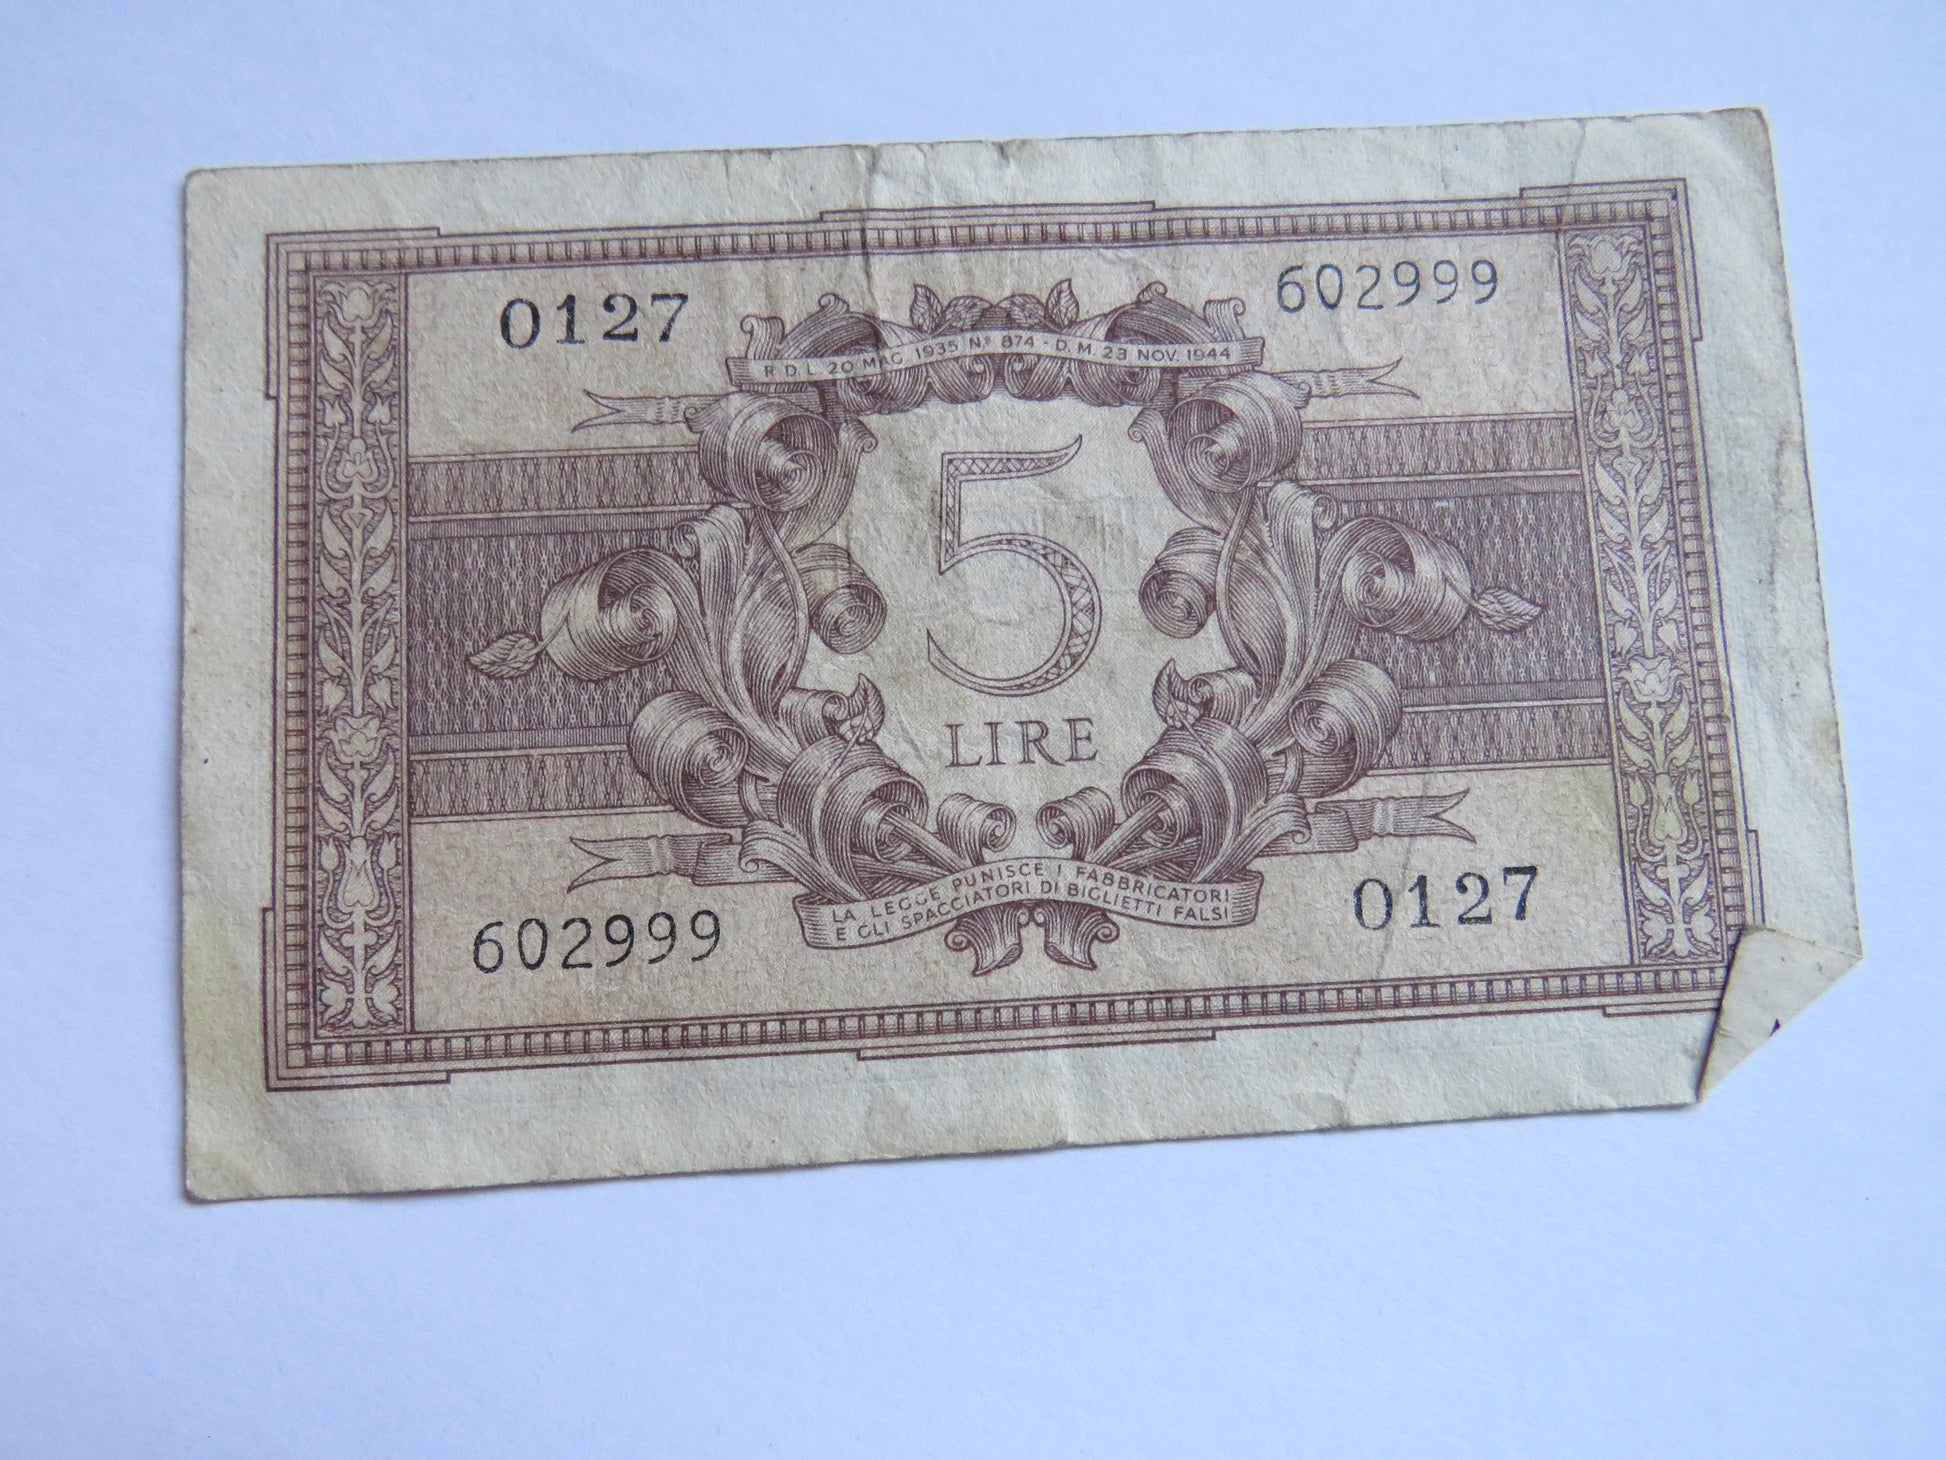 0127
602999
R.D.L. 20 MAG. 1935 Nº 874 - D.M. 23 NOV. 1944
5
LIRE
LA LEGGE PUNISCE I FABBRICATORI
E GLI SPACCIATORI DI BIGLIETTI FALSI
602999
0127